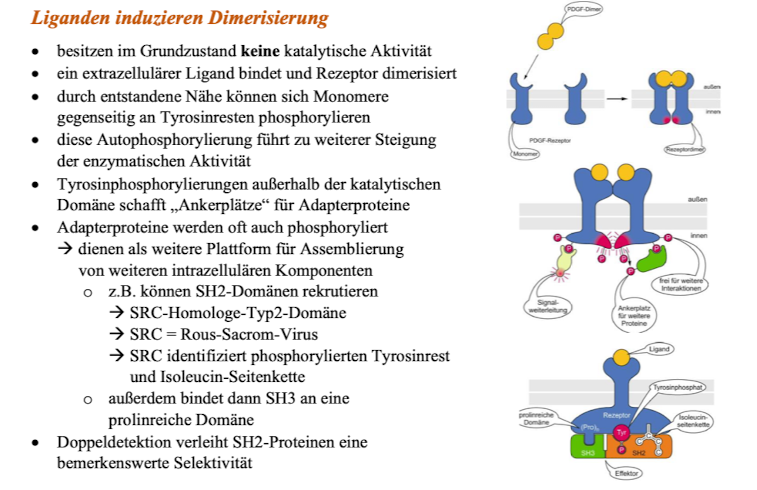 Liganden induzieren Dimerisierung
• besitzen im Grundzustand keine katalytische Aktivität
• ein extrazellulärer Ligand bindet und Rezeptor dimerisiert
• durch entstandene Nähe können sich Monomere
gegenseitig an Tyrosinresten phosphorylieren
• diese Autophosphorylierung führt zu weiterer Steigung
der enzymatischen Aktivität
• Tyrosinphosphorylierungen außerhalb der katalytischen
Domäne schafft „Ankerplätze“ für Adapterproteine
• Adapterproteine werden oft auch phosphoryliert
→ dienen als weitere Plattform für Assemblierung
von weiteren intrazellulären Komponenten
o z.B. können SH2-Domänen rekrutieren
→ SRC-Homologe-Typ2-Domäne
→ SRC = Rous-Sacrom-Virus
→ SRC identifiziert phosphorylierten Tyrosinrest
und Isoleucin-Seitenkette
o außerdem bindet dann SH3 an eine
prolinreiche Domäne
• Doppeldetektion verleiht SH2-Proteinen eine
bemerkenswerte Selektivität
PDGF-Dimer
außen
innen
PDGF-Rezeptor
Monomer
Rezeptordimer
außen
innen
P
P
P
P
P
P
P
frei für weitere
Interaktionen
Signal-
weiterleitung
Ankerplatz
für weitere
Proteine
Ligand
Tyrosinphosphat
prolinreiche
Domäne
Rezeptor
Isoleucin-
seitenkette
(Pro)n
Tyr
P
SH3
SH2
C
C
C
C
Effektor